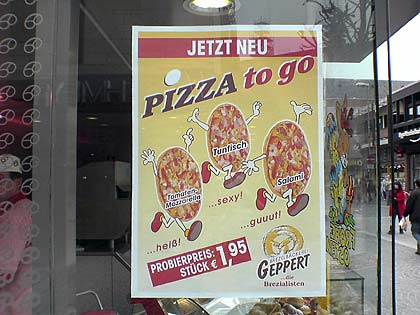 JETZT NEU
PIZZA to go
Tunfisch
Tomaten-
Mozzarella
Salami
...sexy!
...heiß!
...guuut!
PROBIERPREIS:
STÜCK € 1,95
BREZELBÄCKEREI
GEPPERT
...die
Brezialisten